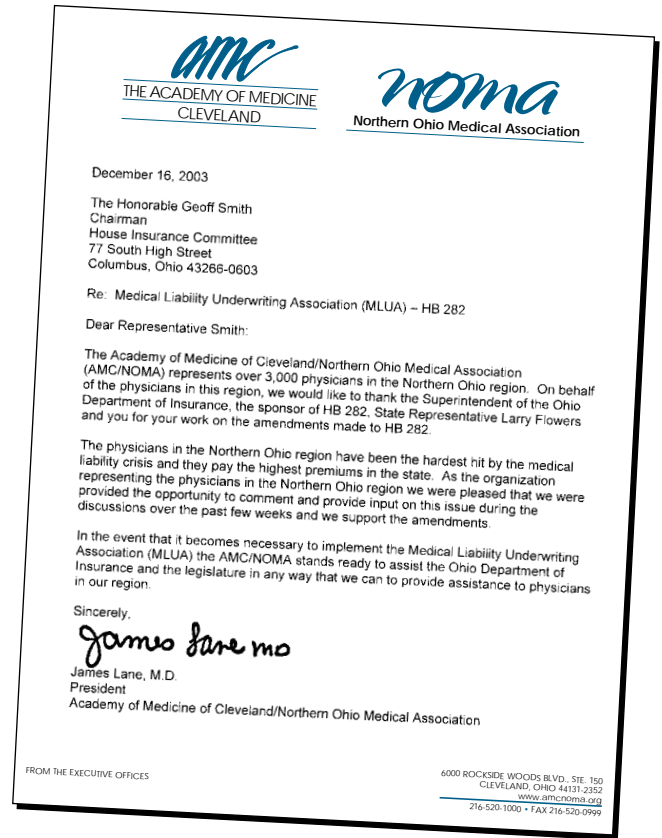 amc
THE ACADEMY OF MEDICINE
CLEVELAND
noma
Northern Ohio Medical Association
December 16, 2003
The Honorable Geoff Smith
Chairman
House Insurance Committee
77 South High Street
Columbus, Ohio 43266-0603
Re: Medical Liability Underwriting Association (MLUA) – HB 282
Dear Representative Smith:
The Academy of Medicine of Cleveland/Northern Ohio Medical Association
(AMC/NOMA) represents over 3,000 physicians in the Northern Ohio region. On behalf
of the physicians in this region, we would like to thank the Superintendent of the Ohio
Department of Insurance, the sponsor of HB 282, State Representative Larry Flowers
and you for your work on the amendments made to HB 282.
The physicians in the Northern Ohio region have been the hardest hit by the medical
liability crisis and they pay the highest premiums in the state. As the organization
representing the physicians in the Northern Ohio region we were pleased that we were
provided the opportunity to comment and provide input on this issue during the
discussions over the past few weeks and we support the amendments.
In the event that it becomes necessary to implement the Medical Liability Underwriting
Association (MLUA) the AMC/NOMA stands ready to assist the Ohio Department of
Insurance and the legislature in any way that we can to provide assistance to physicians
in our region.
Sincerely,
James Lane MD
James Lane, M.D.
President
Academy of Medicine of Cleveland/Northern Ohio Medical Association
FROM THE EXECUTIVE OFFICES
6000 ROCKSIDE WOODS BLVD., STE. 150
CLEVELAND, OHIO 44131-2352
www.amcnoma.org
216-520-1000 • FAX 216-520-0999